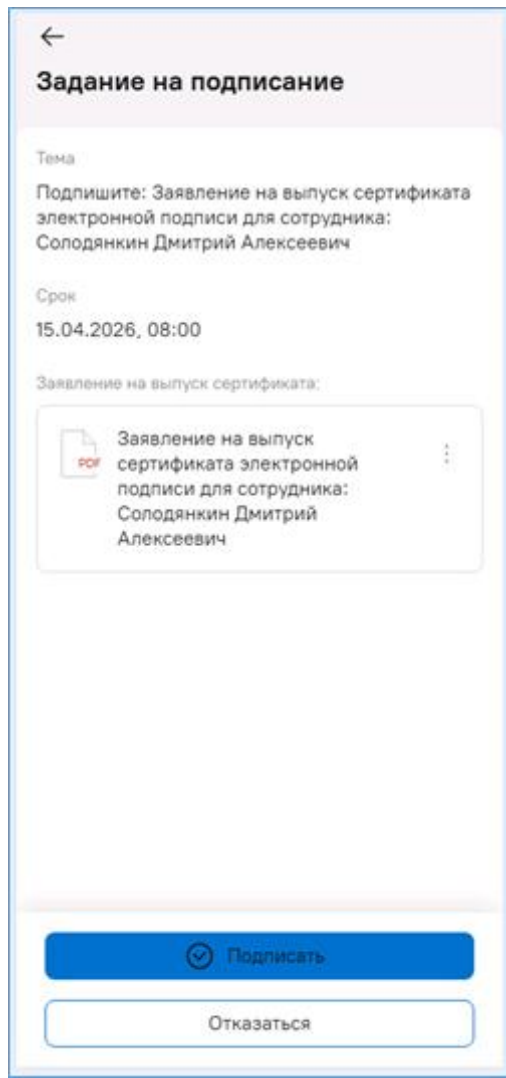 Задание на подписание
Тема
Подпишите: Заявление на выпуск сертификата
электронной подписи для сотрудника:
Солодянкин Дмитрий Алексеевич
Срок
15.04.2026, 08:00
Заявление на выпуск сертификата:
PDF
Заявление на выпуск
сертификата электронной
подписи для сотрудника:
Солодянкин Дмитрий
Алексеевич
Подписать
Отказаться